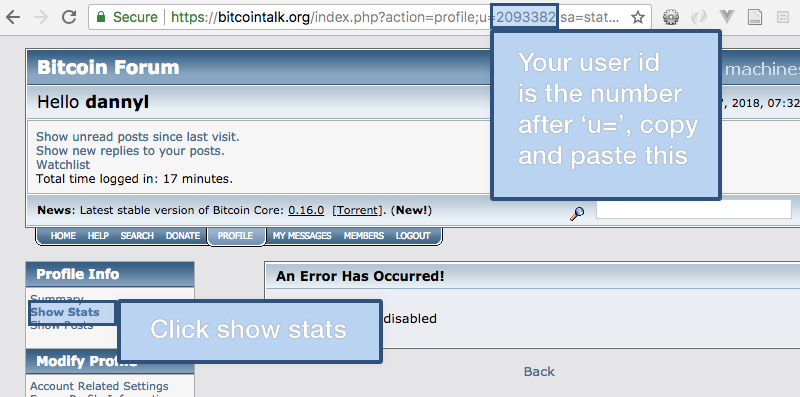 Secure https://bitcointalk.org/index.php?action=profile;u=2093382;sa=stat...
Your user id
is the number
after ‘u=’, copy
and paste this
Bitcoin Forum
machines
Hello dannyl
, 2018, 07:32
Show unread posts since last visit.
Show new replies to your posts.
Watchlist
Total time logged in: 17 minutes.
News: Latest stable version of Bitcoin Core: 0.16.0 [Torrent]. (New!)
HOME HELP SEARCH DONATE PROFILE MY MESSAGES MEMBERS LOGOUT
Profile Info
Summary
Show Stats
Show Posts
Click show stats
Modify Profile
Account Related Settings
An Error Has Occurred!
disabled
Back